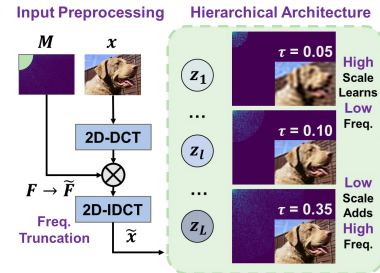 Input Preprocessing
M
x
2D-DCT
F → F̃
2D-IDCT
Freq.
Truncation
x̃
Hierarchical Architecture
z₁
...
z_l
...
z_L
τ = 0.05
τ = 0.10
τ = 0.35
High
Scale
Learns
Low
Freq.
Low
Scale
Adds
High
Freq.